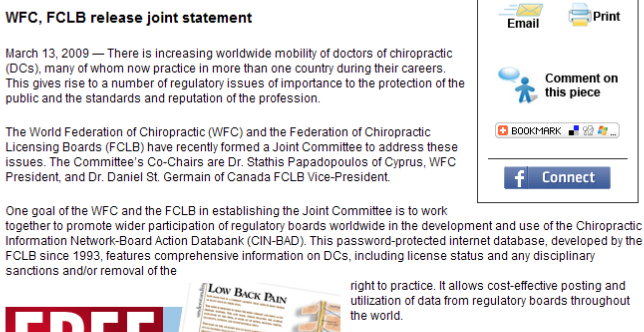 WFC, FCLB release joint statement
March 13, 2009 — There is increasing worldwide mobility of doctors of chiropractic
(DCs), many of whom now practice in more than one country during their careers.
This gives rise to a number of regulatory issues of importance to the protection of the
public and the standards and reputation of the profession.
The World Federation of Chiropractic (WFC) and the Federation of Chiropractic
Licensing Boards (FCLB) have recently formed a Joint Committee to address these
issues. The Committee's Co-Chairs are Dr. Stathis Papadopoulos of Cyprus, WFC
President, and Dr. Daniel St. Germain of Canada FCLB Vice-President.
Email
Print
Comment on
this piece
BOOKMARK
f Connect
One goal of the WFC and the FCLB in establishing the Joint Committee is to work
together to promote wider participation of regulatory boards worldwide in the development and use of the Chiropractic
Information Network-Board Action Databank (CIN-BAD). This password-protected internet database, developed by the
FCLB since 1993, features comprehensive information on DCs, including license status and any disciplinary
sanctions and/or removal of the
right to practice. It allows cost-effective posting and
utilization of data from regulatory boards throughout
the world.
FREE
understanding
LOW BACK PAIN